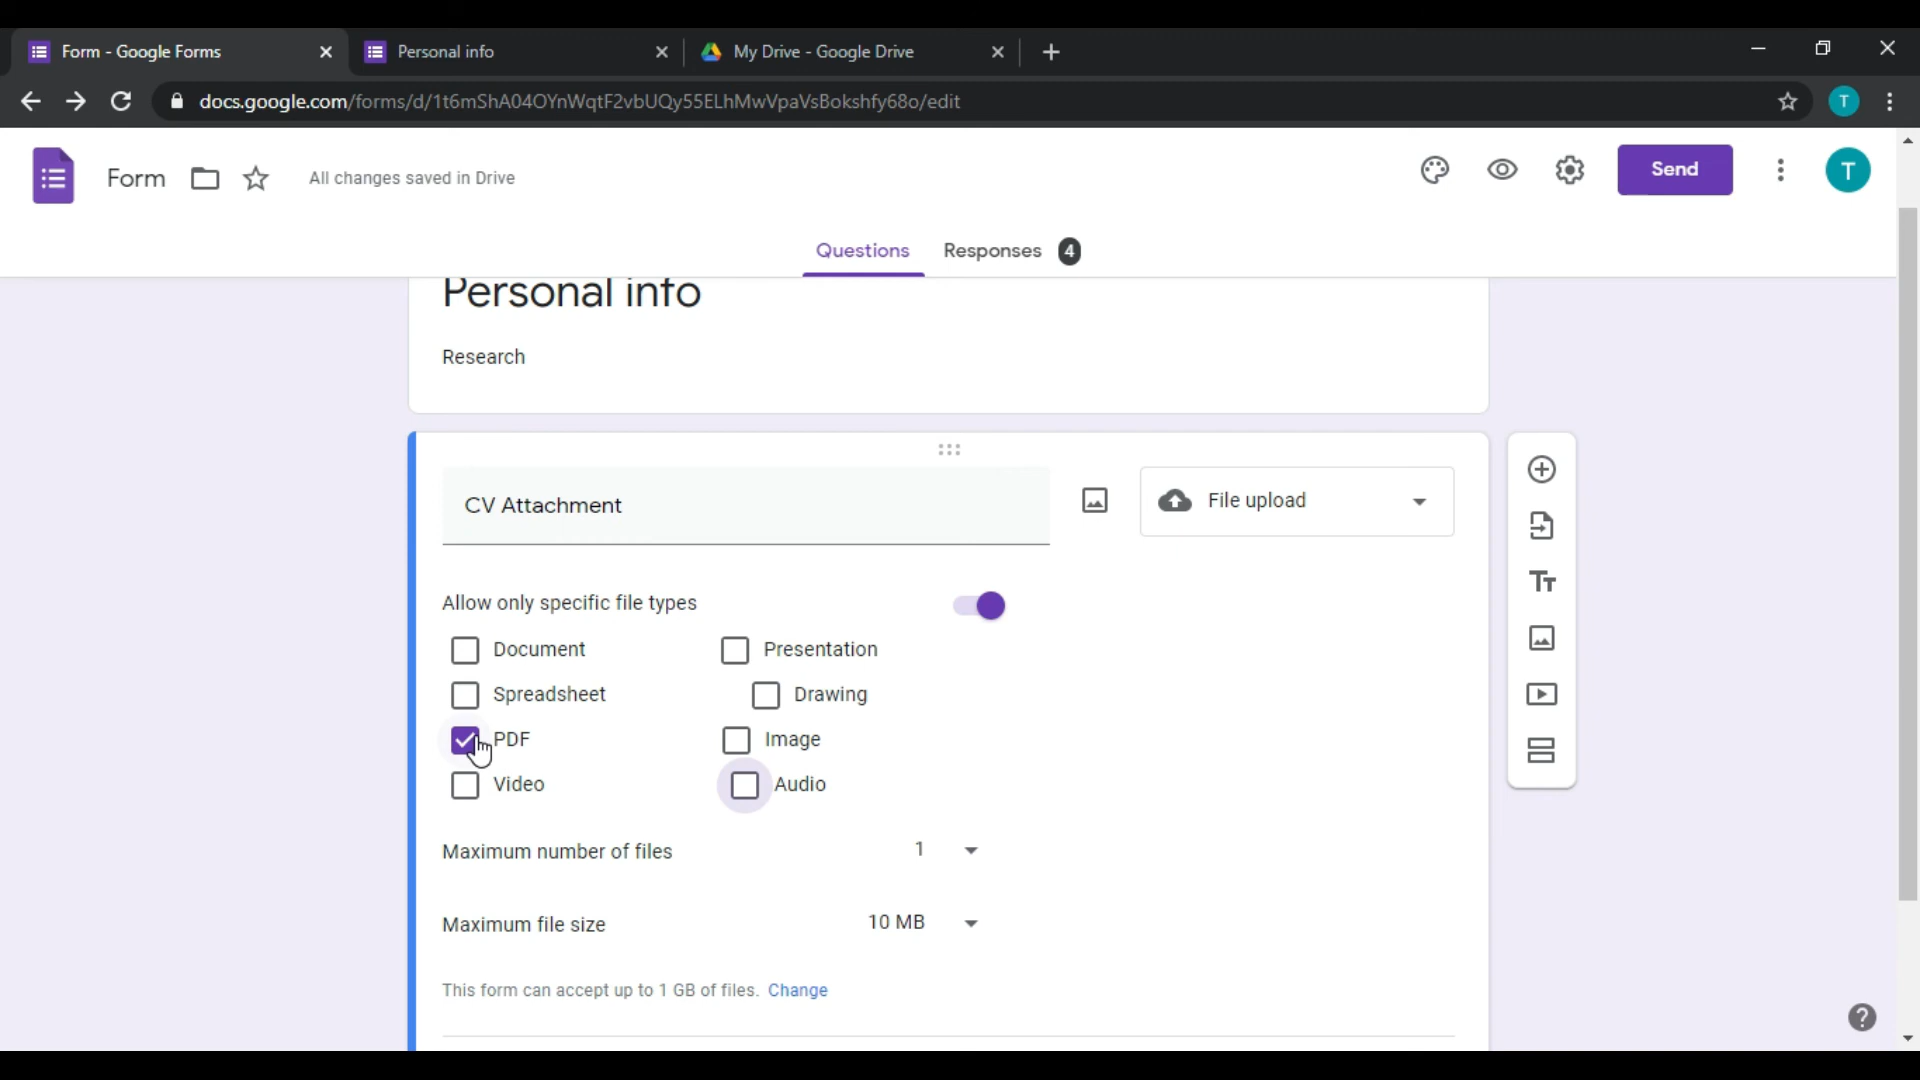 Form - Google Forms
Personal info
My Drive - Google Drive
docs.google.com/forms/d/1t6mShA04OYnWqtF2vbUQy55ELhMwVpaVsBokshfy68o/edit
T
Form
All changes saved in Drive
Send
T
Questions
Responses 4
Personal info
Research
CV Attachment
File upload
Allow only specific file types
Document
Presentation
Spreadsheet
Drawing
PDF
Image
Video
Audio
Maximum number of files
1
Maximum file size
10 MB
This form can accept up to 1 GB of files. Change